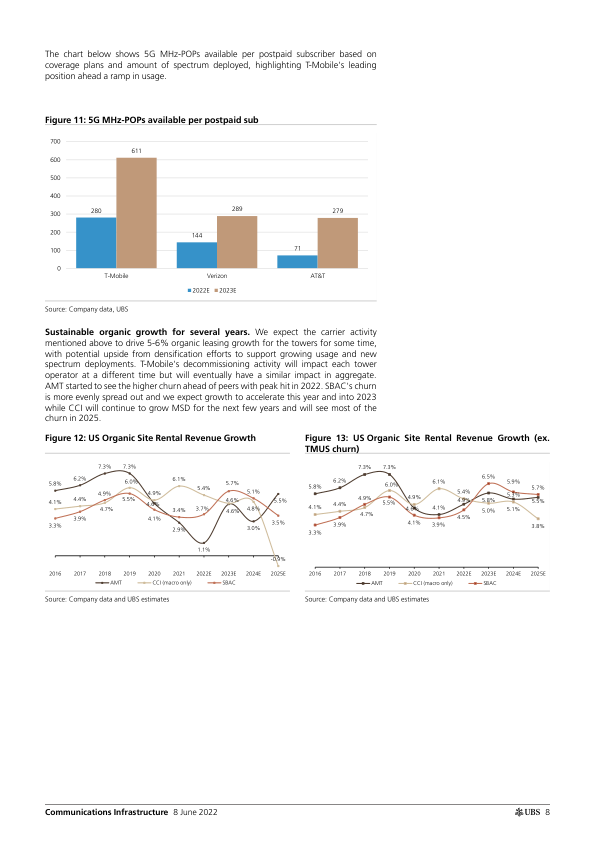 The chart below shows 5G MHz-POPs available per postpaid subscriber based on
coverage plans and amount of spectrum deployed, highlighting T-Mobile's leading
position ahead a ramp in usage.
Figure 11: 5G MHz-POPs available per postpaid sub
700
600
500
400
300
200
100
0
280
611
144
289
71
279
T-Mobile
Verizon
AT&T
2022E 2023E
Source: Company data, UBS
Sustainable organic growth for several years. We expect the carrier activity
mentioned above to drive 5-6% organic leasing growth for the towers for some time,
with potential upside from densification efforts to support growing usage and new
spectrum deployments. T-Mobile's decommissioning activity will impact each tower
operator at a different time but will eventually have a similar impact in aggregate.
AMT started to see the higher churn ahead of peers with peak hit in 2022. SBAC's churn
is more evenly spread out and we expect growth to accelerate this year and into 2023
while CCI will continue to grow MSD for the next few years and will see most of the
churn in 2025.
Figure 12: US Organic Site Rental Revenue Growth
5.8% 6.2% 7.3% 7.3% 4.6% 2.9% 1.1% 4.6% 3.0% 5.5%
4.1% 4.4% 4.9% 6.0% 4.9% 6.1% 5.4% 4.6% 4.8% -0.9%
3.3% 3.9% 4.7% 5.5% 4.1% 3.4% 3.7% 5.7% 5.1% 3.5%
2016 2017 2018 2019 2020 2021 2022E 2023E 2024E 2025E
AMT CCI (macro only) SBAC
Source: Company data and UBS estimates
Figure 13: US Organic Site Rental Revenue Growth (ex.
TMUS churn)
5.8% 6.2% 7.3% 7.3% 4.6% 4.1% 4.9% 5.8% 5.3% 5.5%
4.1% 4.4% 4.9% 6.0% 4.9% 6.1% 5.4% 5.0% 5.1% 3.8%
3.3% 3.9% 4.7% 5.5% 4.1% 3.9% 4.5% 6.5% 5.9% 5.7%
2016 2017 2018 2019 2020 2021 2022E 2023E 2024E 2025E
AMT CCI (macro only) SBAC
Source: Company data and UBS estimates
Communications Infrastructure 8 June 2022
UBS 8